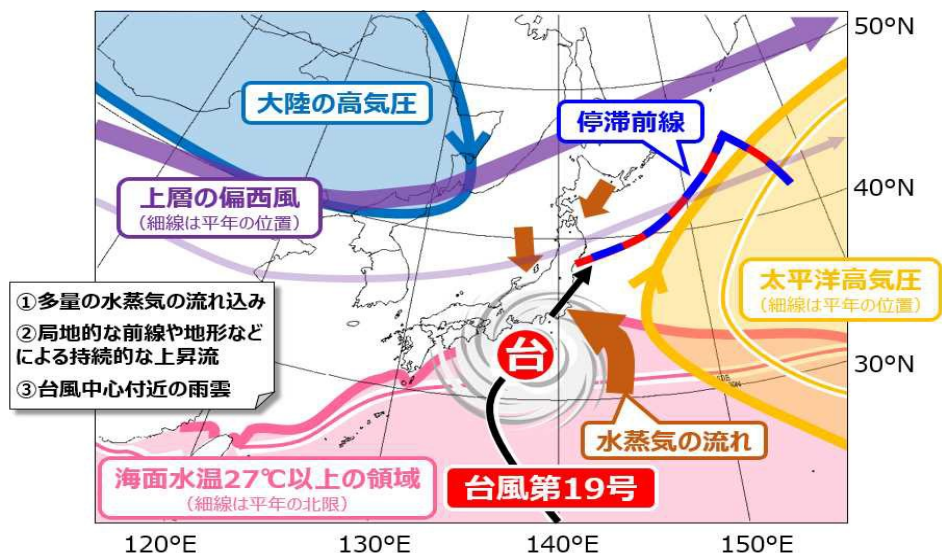 50°N
大陸の高気圧
停滞前線
上層の偏西風
(細線は平年の位置)
40°N
太平洋高気圧
(細線は平年の位置)
①多量の水蒸気の流れ込み
②局地的な前線や地形など
による持続的な上昇流
③台風中心付近の雨雲
台
30°N
水蒸気の流れ
海面水温27℃以上の領域
(細線は平年の北限)
台風第19号
120°E
130°E
140°E
150°E